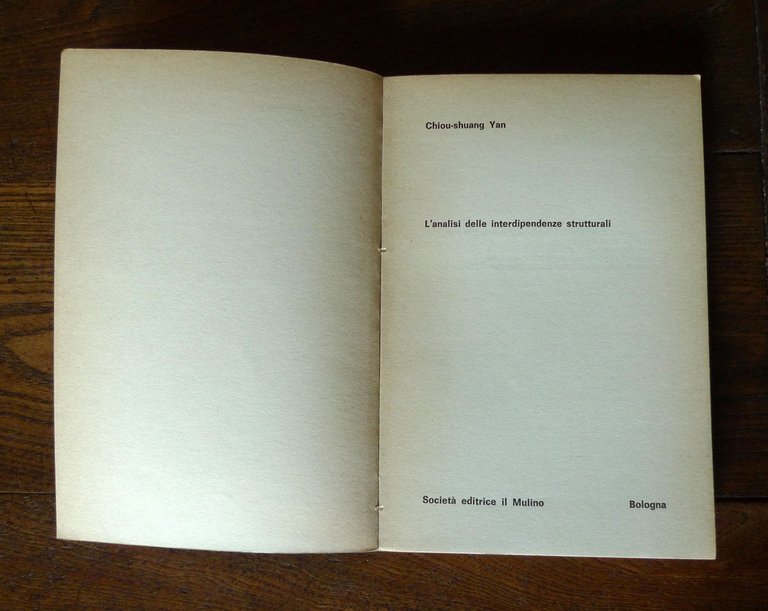 Chiou-shuang Yan
L'analisi delle interdipendenze strutturali
Società editrice il Mulino Bologna